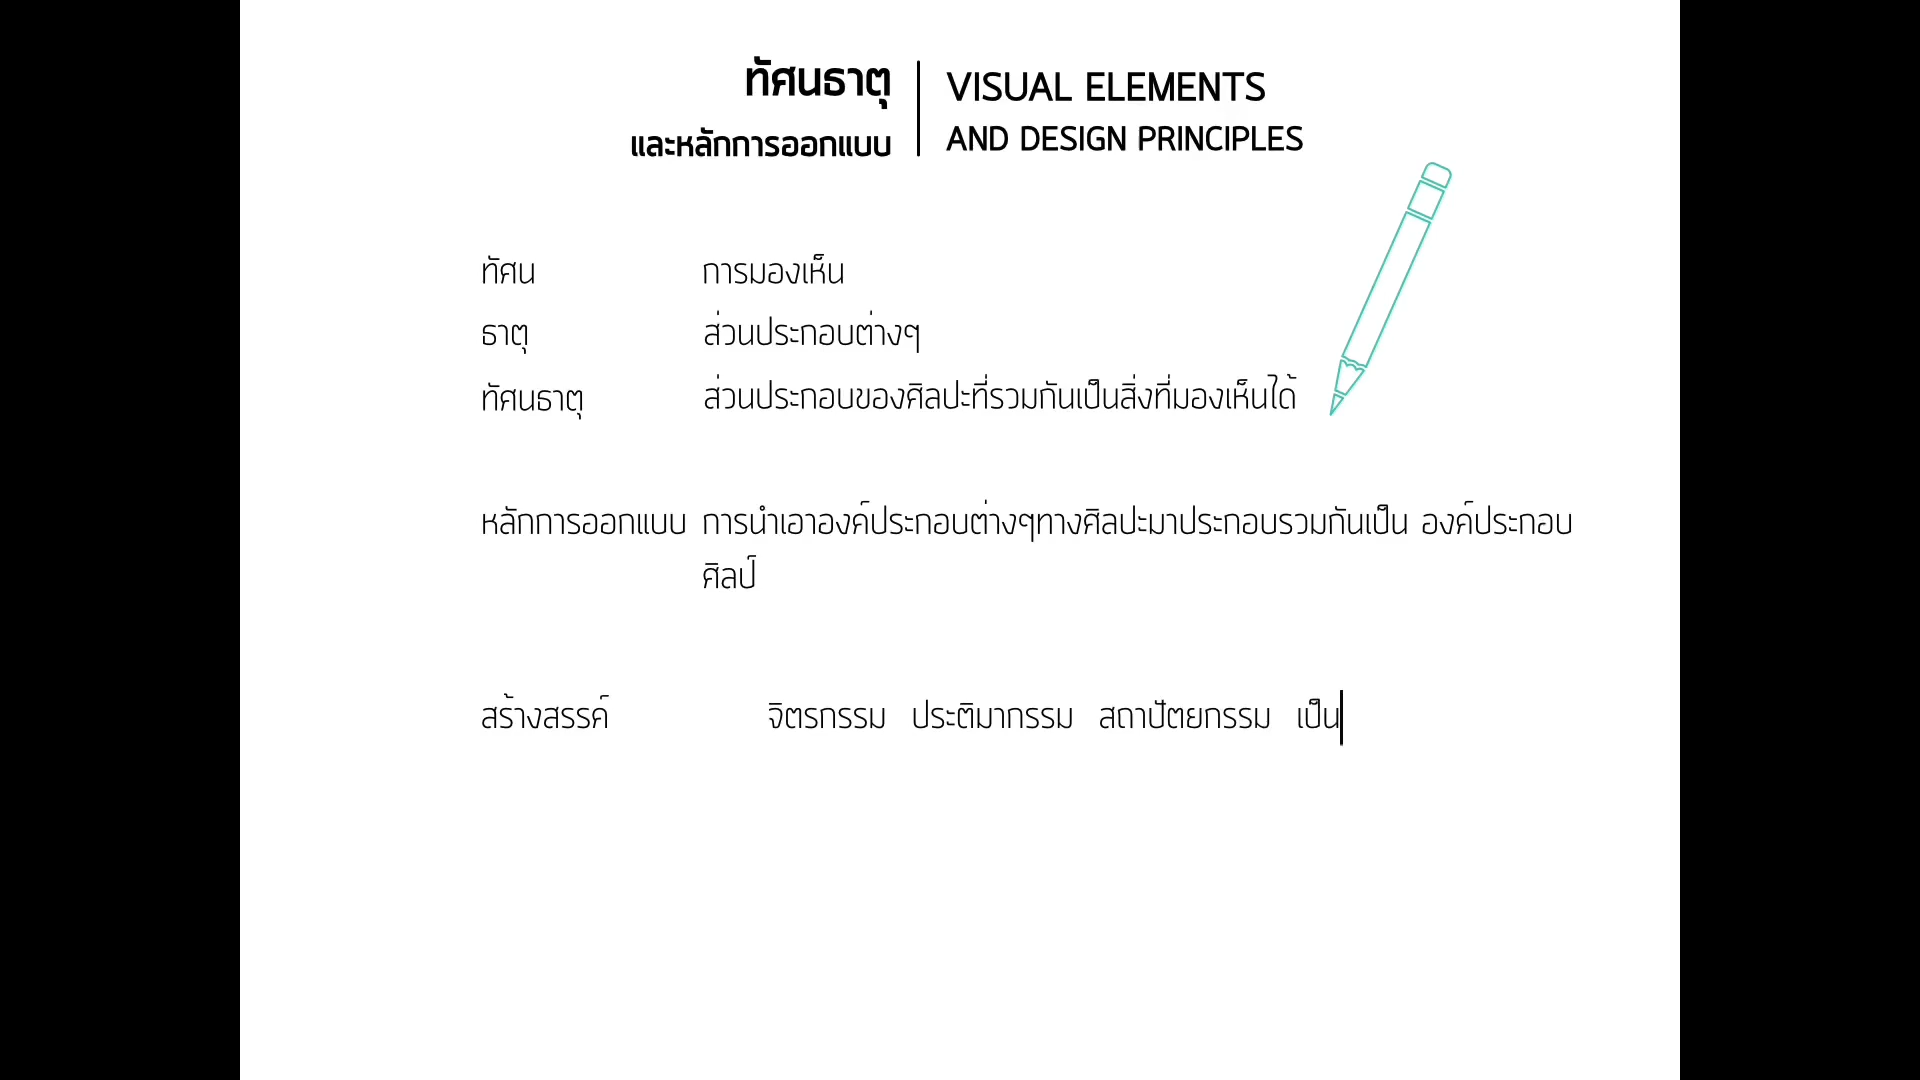 ทัศนธาตุ
และหลักการออกแบบ
VISUAL ELEMENTS
AND DESIGN PRINCIPLES
ทัศน การมองเห็น
ธาตุ ส่วนประกอบต่างๆ
ทัศนธาตุ ส่วนประกอบของศิลปะที่รวมกันเป็นสิ่งที่มองเห็นได้
หลักการออกแบบ การนำเอาองค์ประกอบต่างๆทางศิลปะมาประกอบรวมกันเป็น องค์ประกอบ
ศิลป์
สร้างสรรค์ จิตรกรรม ประติมากรรม สถาปัตยกรรม เป็น